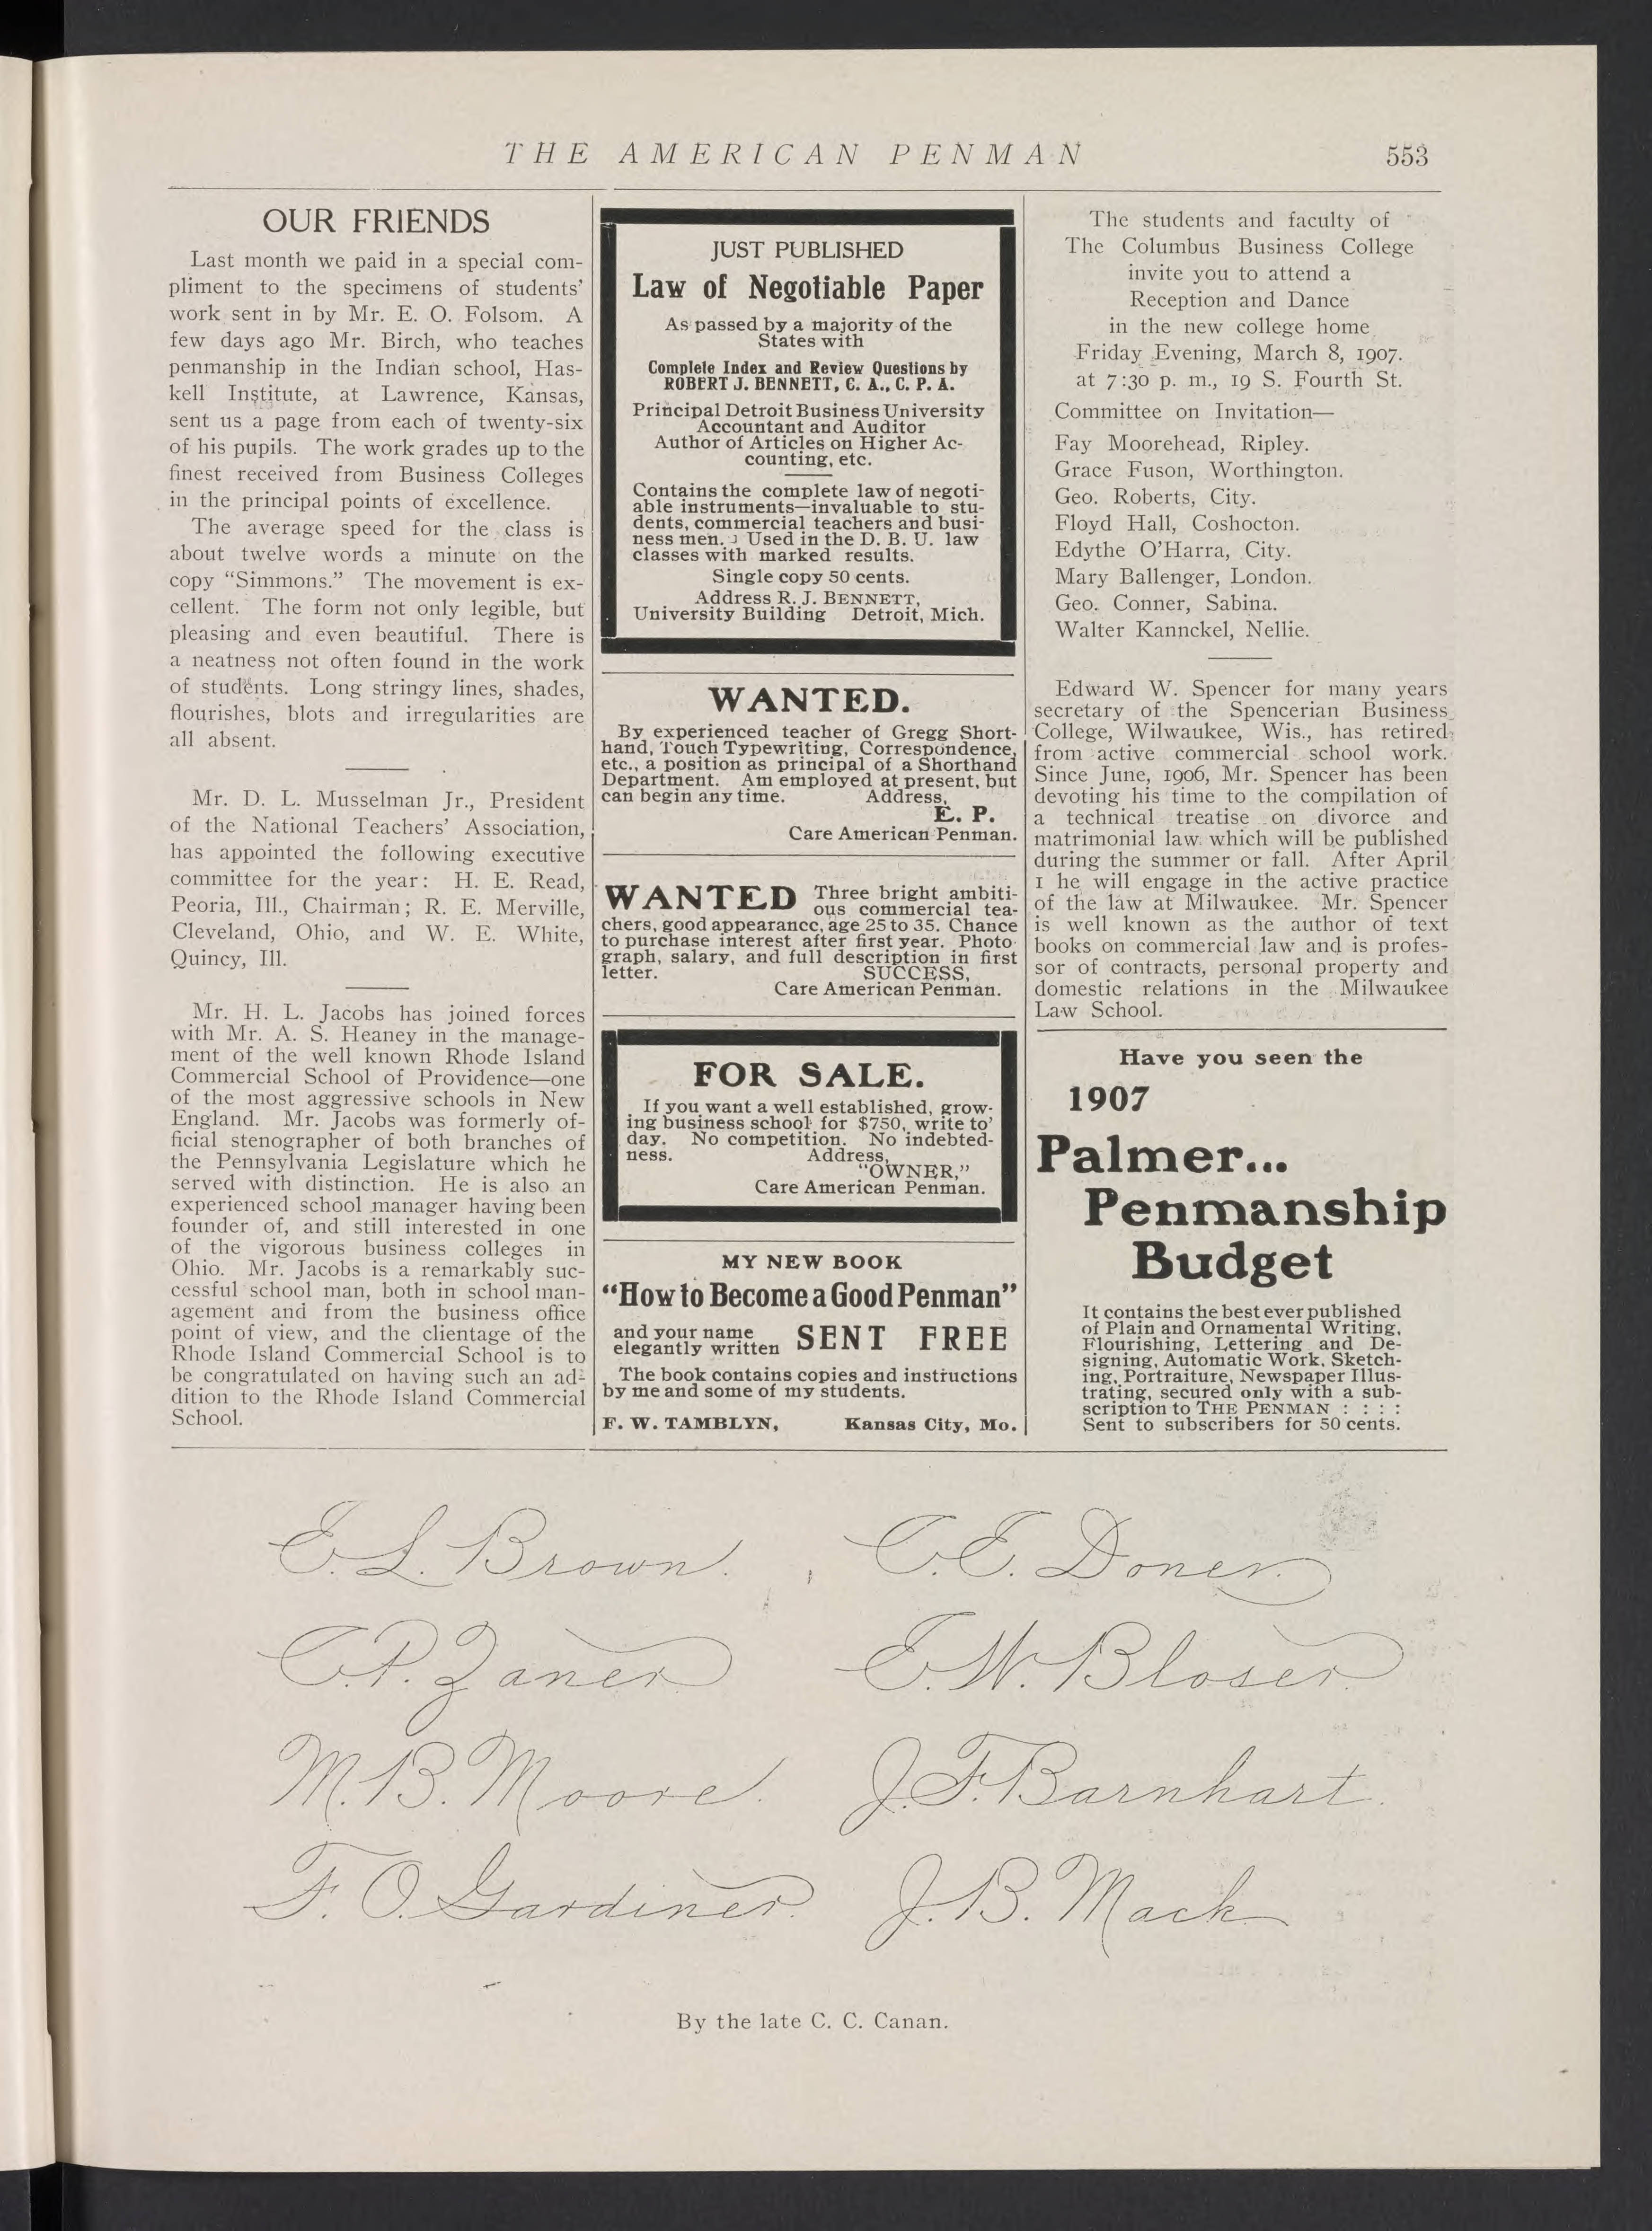 THE AMERICAN PENMAN 553
OUR FRIENDS
Last month we paid in a special com-
pliment to the specimens of students'
work sent in by Mr. E. O. Folsom. A
few days ago Mr. Birch, who teaches
penmanship in the Indian school, Has-
kell Institute, at Lawrence, Kansas,
sent us a page from each of twenty-six
of his pupils. The work grades up to the
finest received from Business Colleges
in the principal points of excellence.
The average speed for the class is
about twelve words a minute on the
copy “Simmons.” The movement is ex-
cellent. The form not only legible, but
pleasing and even beautiful. There is
a neatness not often found in the work
of students. Long stringy lines, shades,
flourishes, blots and irregularities are
all absent.
Mr. D. L. Musselman Jr., President
of the National Teachers' Association,
has appointed the following executive
committee for the year: H. E. Read,
Peoria, Ill., Chairman; R. E. Merville,
Cleveland, Ohio, and W. E. White,
Quincy, Ill.
Mr. H. L. Jacobs has joined forces
with Mr. A. S. Heaney in the manage-
ment of the well known Rhode Island
Commercial School of Providence—one
of the most aggressive schools in New
England. Mr. Jacobs was formerly of-
ficial stenographer of both branches of
the Pennsylvania Legislature which he
served with distinction. He is also an
experienced school manager having been
founder of, and still interested in one
of the vigorous business colleges in
Ohio. Mr. Jacobs is a remarkably suc-
cessful school man, both in school man-
agement and from the business office
point of view, and the clientage of the
Rhode Island Commercial School is to
be congratulated on having such an ad-
dition to the Rhode Island Commercial
School.
JUST PUBLISHED
Law of Negotiable Paper
As passed by a majority of the
States with
Complete Index and Review Questions by
ROBERT J. BENNETT, C. A., C. P. A.
Principal Detroit Business University
Accountant and Auditor
Author of Articles on Higher Ac-
counting, etc.
Contains the complete law of negoti-
able instruments—invaluable to stu-
dents, commercial teachers and busi-
ness men. Used in the D. B. U. law
classes with marked results.
Single copy 50 cents.
Address R. J. BENNETT,
University Building Detroit, Mich.
WANTED.
By experienced teacher of Gregg Short-
hand, Touch Typewriting, Correspondence,
etc., a position as principal of a Shorthand
Department. Am employed at present, but
can begin any time. Address,
E. P.
Care American Penman.
WANTED Three bright ambiti-
ous commercial tea-
chers, good appearance, age 25 to 35. Chance
to purchase interest after first year. Photo-
graph, salary, and full description in first
letter. SUCCESS,
Care American Penman.
FOR SALE.
If you want a well established, grow-
ing business school for $750, write to'
day. No competition. No indebted-
ness. Address,
“OWNER,”
Care American Penman.
MY NEW BOOK
“How to Become a Good Penman”
and your name
elegantly written SENT FREE
The book contains copies and instructions
by me and some of my students.
F. W. TAMBLYN, Kansas City, Mo.
The students and faculty of
The Columbus Business College
invite you to attend a
Reception and Dance
in the new college home
Friday Evening, March 8, 1907.
at 7:30 p. m., 19 S. Fourth St.
Committee on Invitation—
Fay Moorehead, Ripley.
Grace Fuson, Worthington.
Geo. Roberts, City.
Floyd Hall, Coshocton.
Edythe O'Harra, City.
Mary Ballenger, London.
Geo. Conner, Sabina.
Walter Kannckel, Nellie.
Edward W. Spencer for many years
secretary of the Spencerian Business
College, Wilwaukee, Wis., has retired
from active commercial school work.
Since June, 1906, Mr. Spencer has been
devoting his time to the compilation of
a technical treatise on divorce and
matrimonial law which will be published
during the summer or fall. After April
1 he will engage in the active practice
of the law at Milwaukee. Mr. Spencer
is well known as the author of text
books on commercial law and is profes-
sor of contracts, personal property and
domestic relations in the Milwaukee
Law School.
Have you seen the
1907
Palmer...
Penmanship
Budget
It contains the best ever published
of Plain and Ornamental Writing,
Flourishing, Lettering and De-
signing, Automatic Work, Sketch-
ing, Portraiture, Newspaper Illus-
trating, secured only with a sub-
scription to THE PENMAN : : : :
Sent to subscribers for 50 cents.
E. L. Brown. C. E. Doner.
C. P. Zaner E. W. Bloser.
M. B. Moore. J. F. Barnhart.
F. O. Gardiner. J. B. Mack
By the late C. C. Canan.